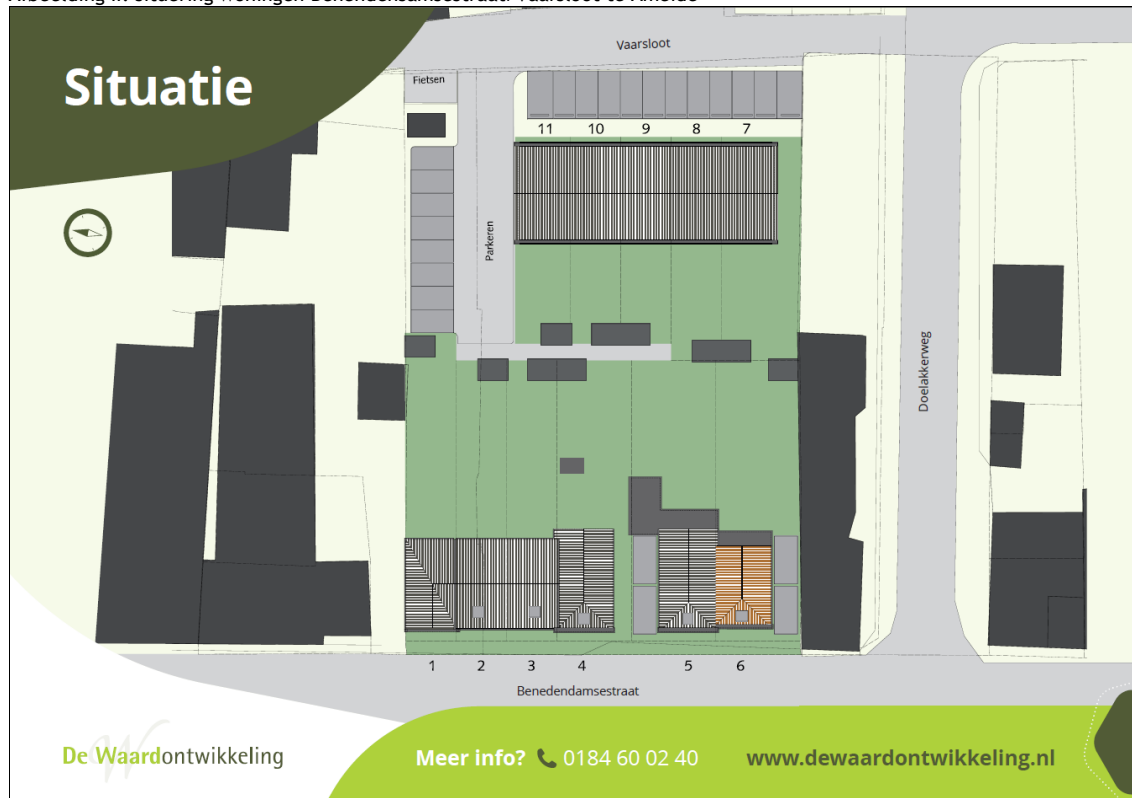 Situatie
Vaarsloot
Fietsen
11 10 9 8 7
Parkeren
Doelakkerweg
1 2 3 4 5 6
Benedendamsestraat
De Waardontwikkeling
Meer info? 0184 60 02 40 www.dewaardontwikkeling.nl